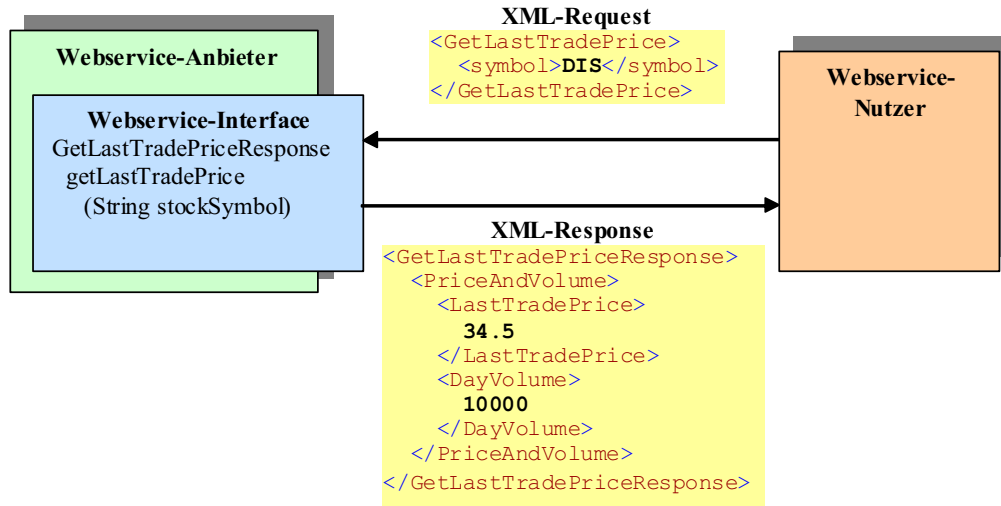 XML-Request
<GetLastTradePrice>
<symbol>DIS</symbol>
</GetLastTradePrice>
Webservice-Anbieter
Webservice-Interface
GetLastTradePriceResponse
getLastTradePrice
(String stockSymbol)
Webservice-
Nutzer
XML-Response
<GetLastTradePriceResponse>
<PriceAndVolume>
<LastTradePrice>
34.5
</LastTradePrice>
<DayVolume>
10000
</DayVolume>
</PriceAndVolume>
</GetLastTradePriceResponse>